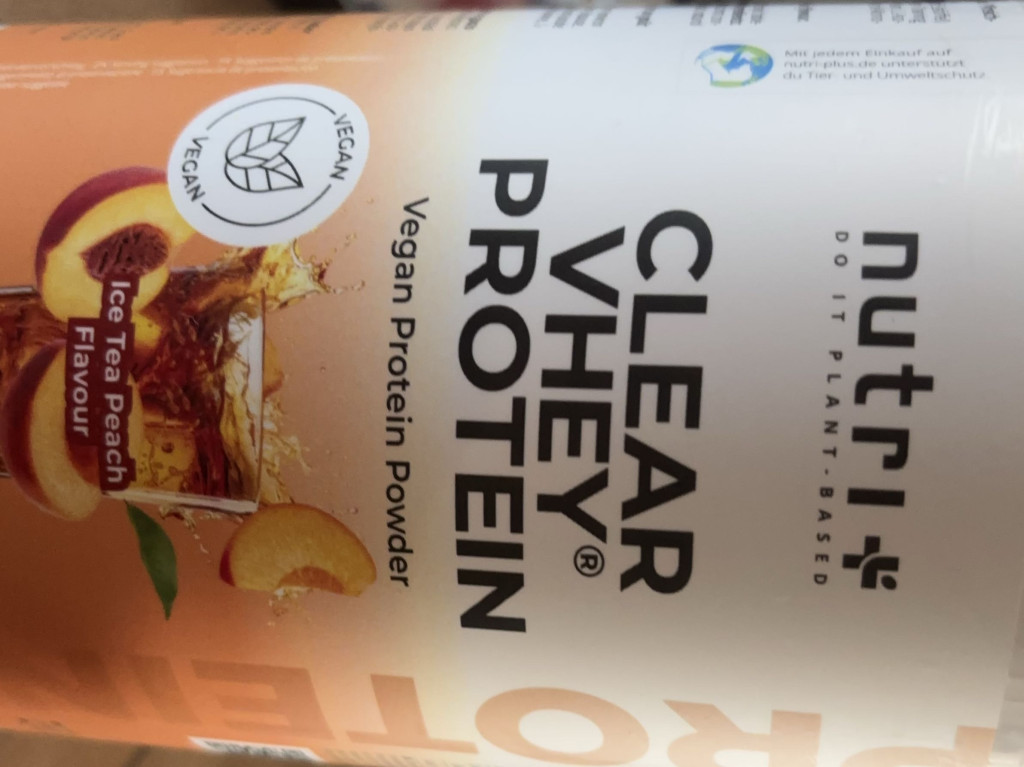 Mit jedem Einkauf auf
nutri-plus.de unterstützt
du Tier- und Umweltschutz
nutri+
DO IT PLANT-BASED
CLEAR
VHEY®
PROTEIN
Vegan Protein Powder
VEGAN
VEGAN
Ice Tea Peach
Flavour
PROTEIN